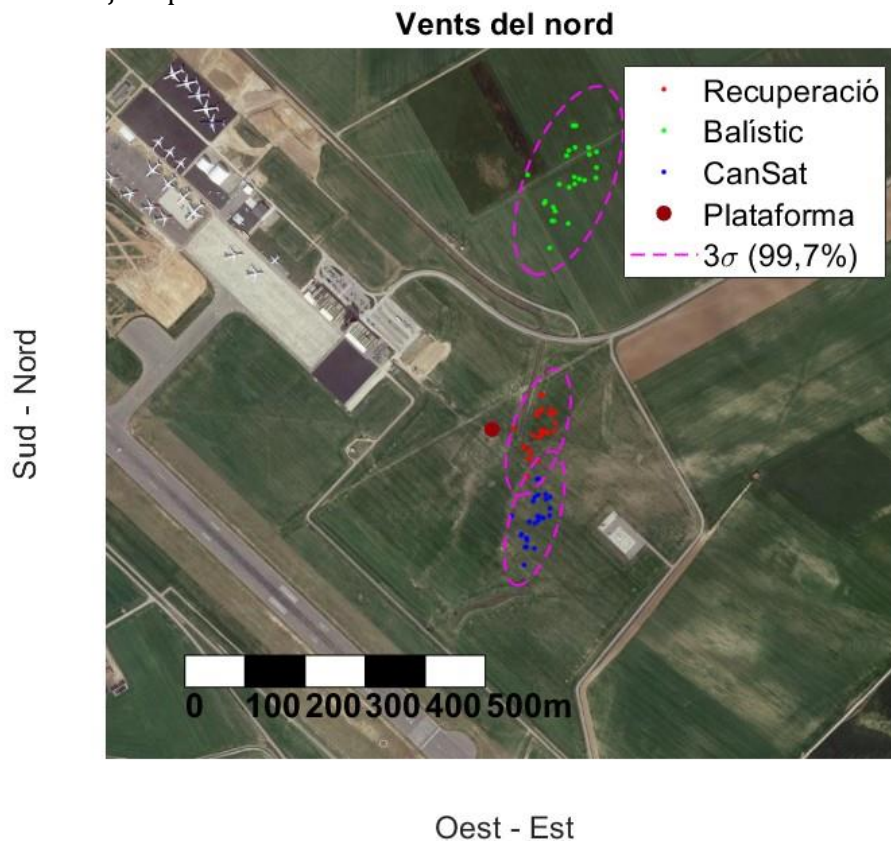 Vents del nord
Recuperació
Balístic
CanSat
Plataforma
3σ (99,7%)
Sud - Nord
0 100 200 300 400 500m
Oest - Est